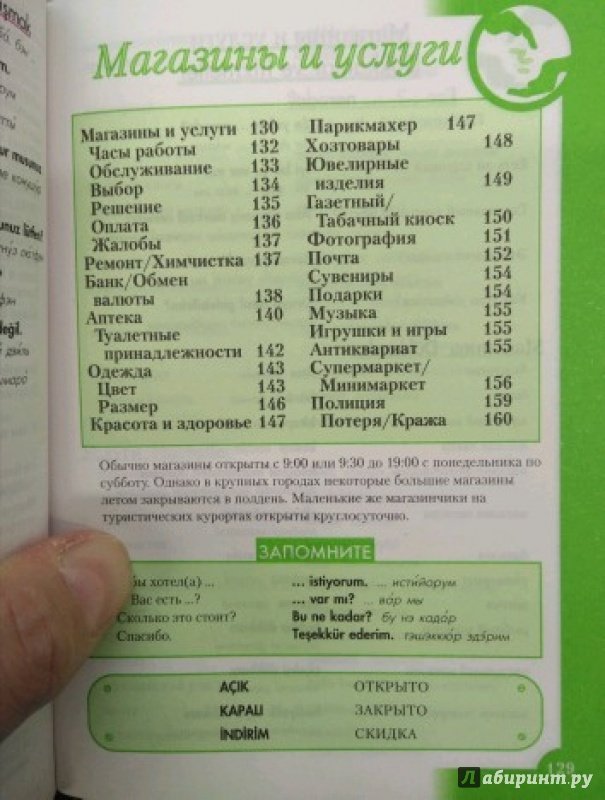 Магазины и услуги
Магазины и услуги 130
Часы работы 132
Обслуживание 133
Выбор 134
Решение 135
Оплата 136
Жалобы 137
Ремонт/Химчистка 137
Банк/Обмен
валюты 138
Аптека 140
Туалетные
принадлежности 142
Одежда 143
Цвет 143
Размер 146
Красота и здоровье 147
Парикмахер 147
Хозтовары 148
Ювелирные
изделия 149
Газетный/
Табачный киоск 150
Фотография 151
Почта 152
Сувениры 154
Подарки 154
Музыка 155
Игрушки и игры 155
Антиквариат 155
Супермаркет/
Минимаркет 156
Полиция 159
Потеря/Кража 160
Обычно магазины открыты с 9:00 или 9:30 до 19:00 с понедельника по
субботу. Однако в крупных городах некоторые большие магазины
летом закрываются в полдень. Маленькие же магазинчики на
туристических курортах открыты круглосуточно.
ЗАПОМНИТЕ
бы хотел(а) ... ... istiyorum. ... исти́йорум
Вас есть ...? ... var mı? ... ва́р мы
Сколько это стоит? Bu ne kadar? бу нэ када́р
Спасибо. Teşekkür ederim. тэшэккю́р эдэ́рим
AÇIK ОТКРЫТО
KAPALI ЗАКРЫТО
İNDİRİM СКИДКА
129
Лабиринт.ру